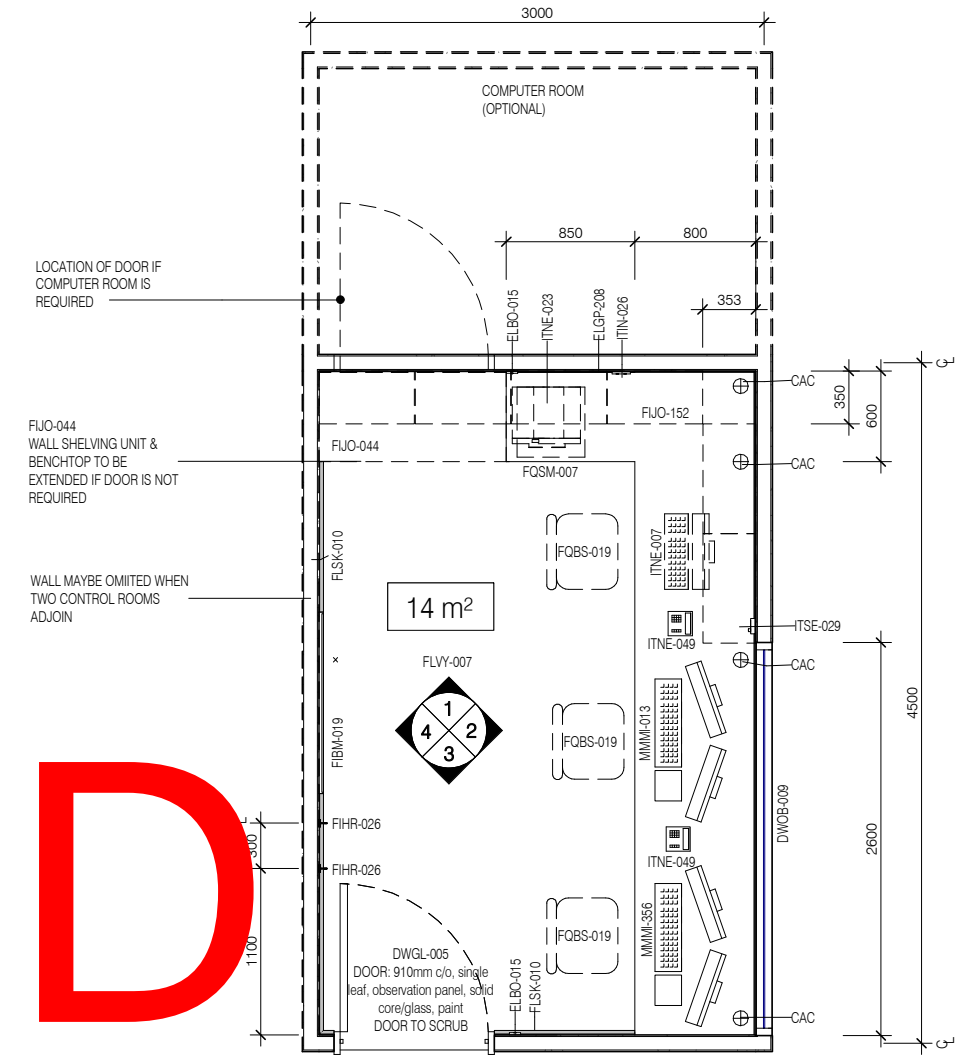 3000
COMPUTER ROOM
(OPTIONAL)
850
800
LOCATION OF DOOR IF
COMPUTER ROOM IS
REQUIRED
353
ELBO-015
ITNE-023
ELGP-208
ITIN-026
CAC
350
600
FIJO-152
FIJO-044
WALL SHELVING UNIT &
BENCHTOP TO BE
EXTENDED IF DOOR IS NOT
REQUIRED
FIJO-044
CAC
FQSM-007
FLSK-010
FQBS-019
ITNE-007
WALL MAYBE OMIITED WHEN
TWO CONTROL ROOMS
ADJOIN
14 m²
ITSE-029
ITNE-049
FLVY-007
CAC
4500
1
4 2
3
FIBM-019
FQBS-019
MMMI-013
DWOB-009
FIHR-026
300
2600
ITNE-049
FIHR-026
D
1100
MMMI-356
FQBS-019
DWGL-005
DOOR: 910mm c/o, single
leaf, observation panel, solid
core/glass, paint
DOOR TO SCRUB
ELBO-015
FLSK-010
CAC